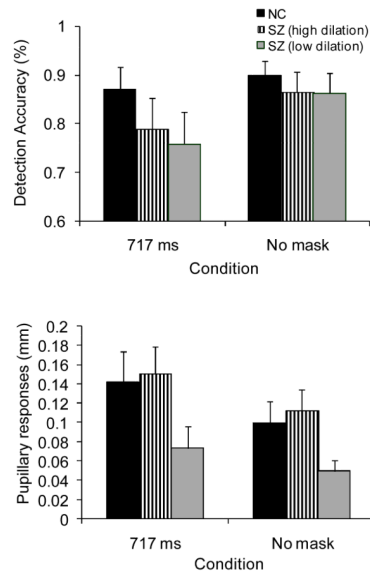 NC
SZ (high dilation)
SZ (low dilation)
Detection Accuracy (%)
1
0.9
0.8
0.7
0.6
717 ms
No mask
Condition
Pupillary responses (mm)
0.2
0.18
0.16
0.14
0.12
0.1
0.08
0.06
0.04
0.02
0
717 ms
No mask
Condition